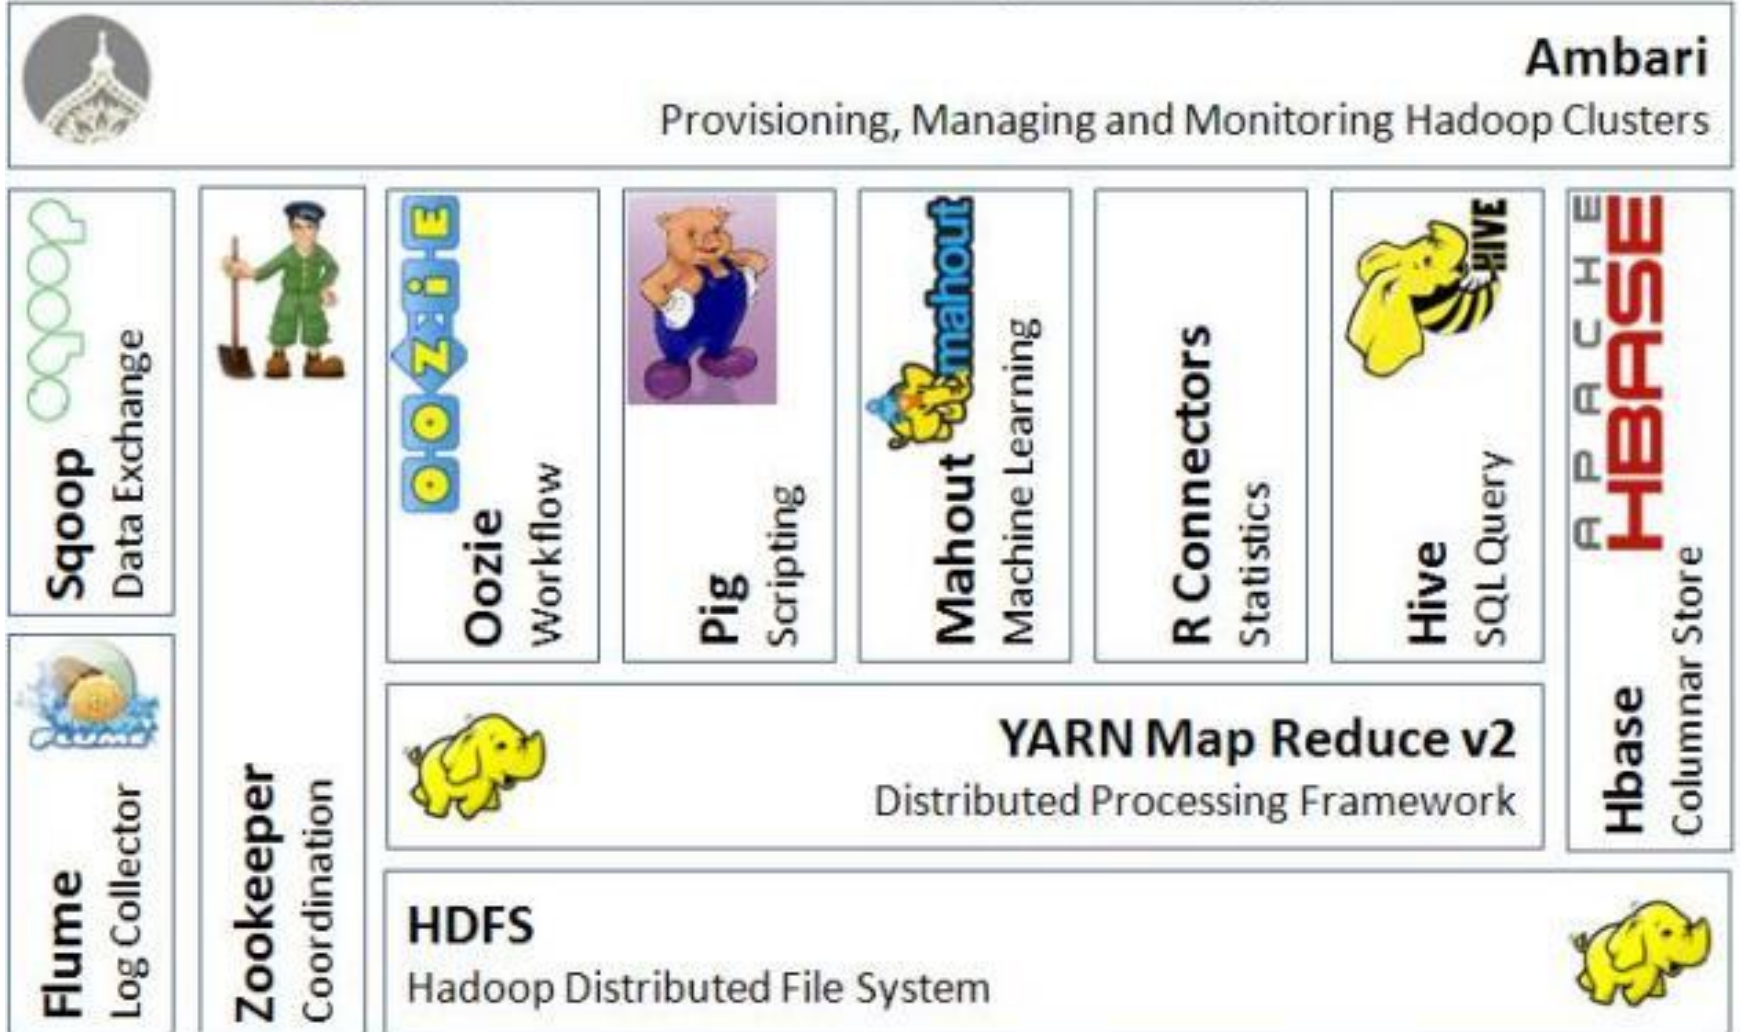 Ambari
Provisioning, Managing and Monitoring Hadoop Clusters
sqoop
Sqoop
Data Exchange
FLUME
Flume
Log Collector
Zookeeper
Coordination
OOZiE
Oozie
Workflow
Pig
Scripting
mahout
Mahout
Machine Learning
R Connectors
Statistics
HIVE
Hive
SQL Query
APACHE
HBASE
Hbase
Columnar Store
YARN Map Reduce v2
Distributed Processing Framework
HDFS
Hadoop Distributed File System